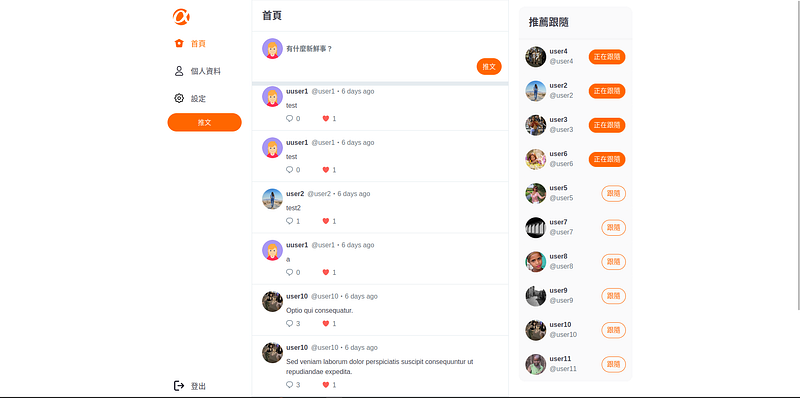 首頁
個人資料
設定
推文
登出
首頁
有什麼新鮮事？
推文
uuser1 @user1 • 6 days ago
test
0 1
uuser1 @user1 • 6 days ago
test
0 1
user2 @user2 • 6 days ago
test2
1 1
uuser1 @user1 • 6 days ago
a
0 1
user10 @user10 • 6 days ago
Optio qui consequatur.
3 1
user10 @user10 • 6 days ago
Sed veniam laborum dolor perspiciatis suscipit consequuntur ut
repudiandae expedita.
3 1
推薦跟隨
user4
@user4
正在跟隨
user2
@user2
正在跟隨
user3
@user3
正在跟隨
user6
@user6
正在跟隨
user5
@user5
跟隨
user7
@user7
跟隨
user8
@user8
跟隨
user9
@user9
跟隨
user10
@user10
跟隨
user11
@user11
跟隨